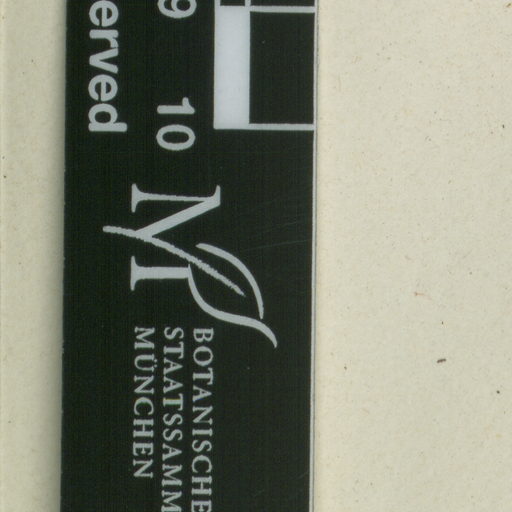 erved
9 10
BOTANISCHE
STAATSSAMM
MÜNCHEN